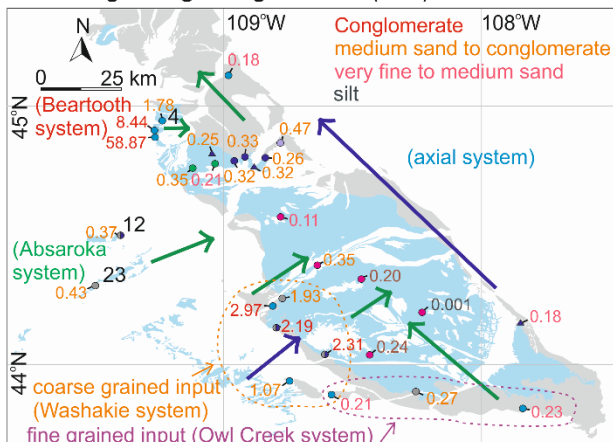 109°W
108°W
N
0 25 km
Conglomerate
medium sand to conglomerate
very fine to medium sand
silt
0.18
45°N
(Beartooth
system)
1.78
4
8.44
58.87
0.25
0.33
0.47
0.26
0.32
0.32
0.35
0.21
(axial system)
0.37
12
0.11
(Absaroka
system)
23
0.43
0.35
0.20
1.93
2.97
0.001
2.19
0.18
2.31
0.24
44°N
1.07
coarse grained input
(Washakie system)
0.21
0.27
0.23
fine grained input (Owl Creek system)